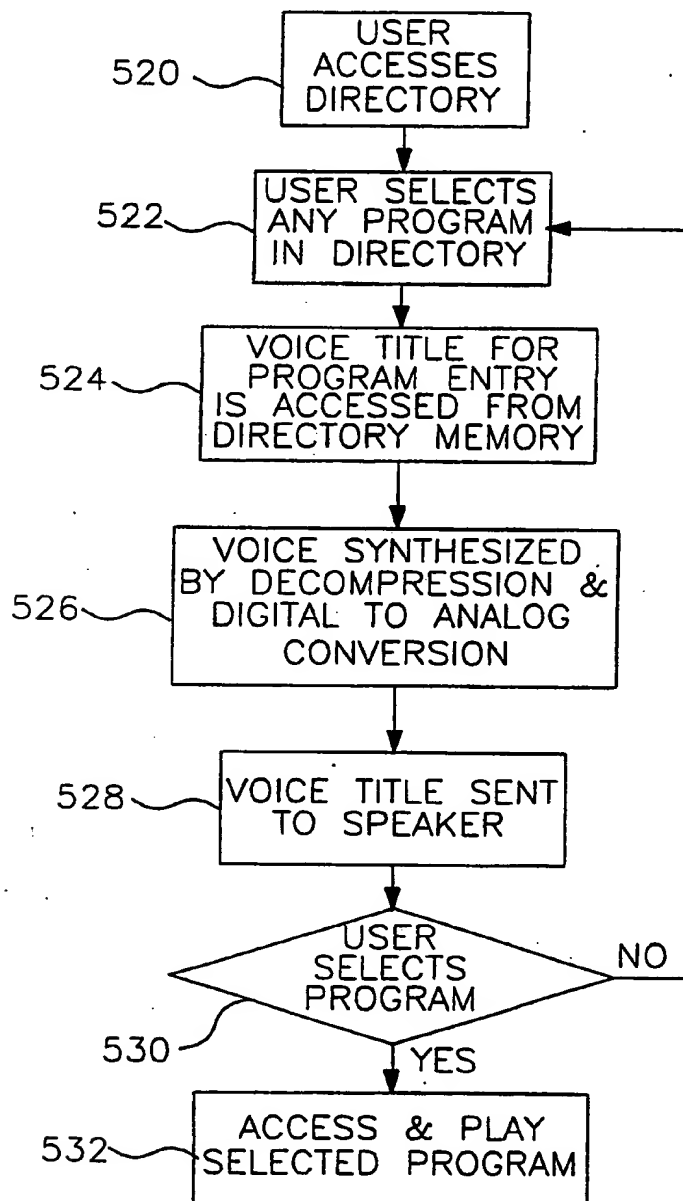 520
USER
ACCESSES
DIRECTORY
522
USER SELECTS
ANY PROGRAM
IN DIRECTORY
524
VOICE TITLE FOR
PROGRAM ENTRY
IS ACCESSED FROM
DIRECTORY MEMORY
526
VOICE SYNTHESIZED
BY DECOMPRESSION &
DIGITAL TO ANALOG
CONVERSION
528
VOICE TITLE SENT
TO SPEAKER
530
USER
SELECTS
PROGRAM
NO
YES
532
ACCESS & PLAY
SELECTED PROGRAM